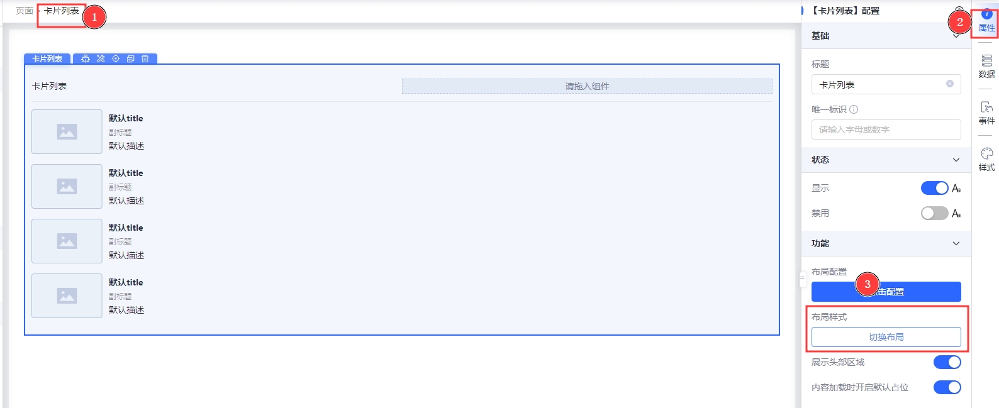 页面 > 卡片列表
1
卡片列表
卡片列表
请拖入组件
默认title
副标题
默认描述
默认title
副标题
默认描述
默认title
副标题
默认描述
默认title
副标题
默认描述
【卡片列表】配置
2
基础
标题
卡片列表
唯一标识
请输入字母或数字
状态
显示
禁用
功能
布局配置
3
击配置
布局样式
切换布局
展示头部区域
内容加载时开启默认占位
属性
数据
事件
样式